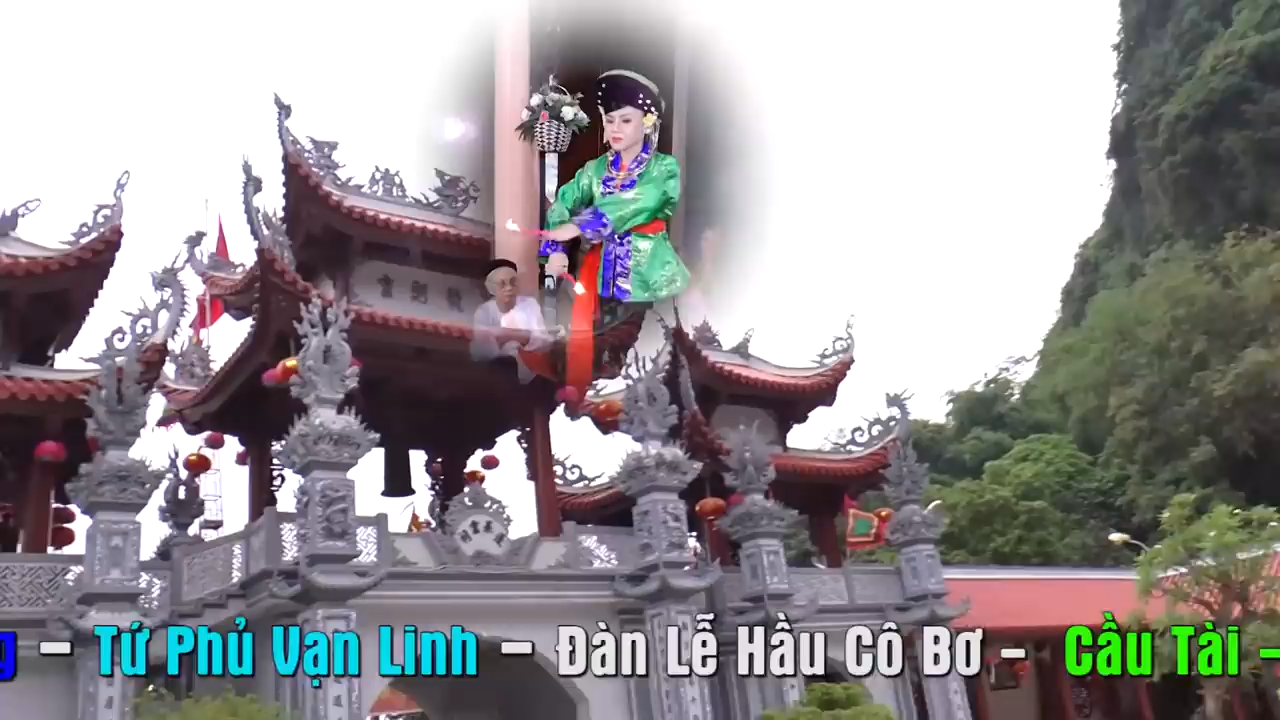 g – Tứ Phủ Vạn Linh – Đàn Lễ Hầu Cô Bơ – Cầu Tài –